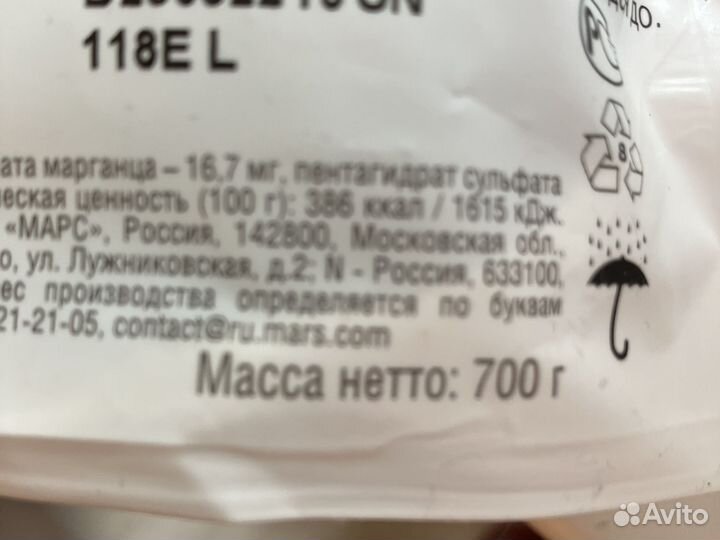 118E L
ата марганца – 16,7 мг, пентагидрат сульфата
еская ценность (100 г): 386 ккал / 1615 кДж.
«МАРС», Россия, 142800, Московская обл.,
о, ул. Лужниковская, д.2; N - Россия, 633100,
ес производства определяется по буквам
21-21-05, contact@ru.mars.com
Масса нетто: 700 г
8
Avito